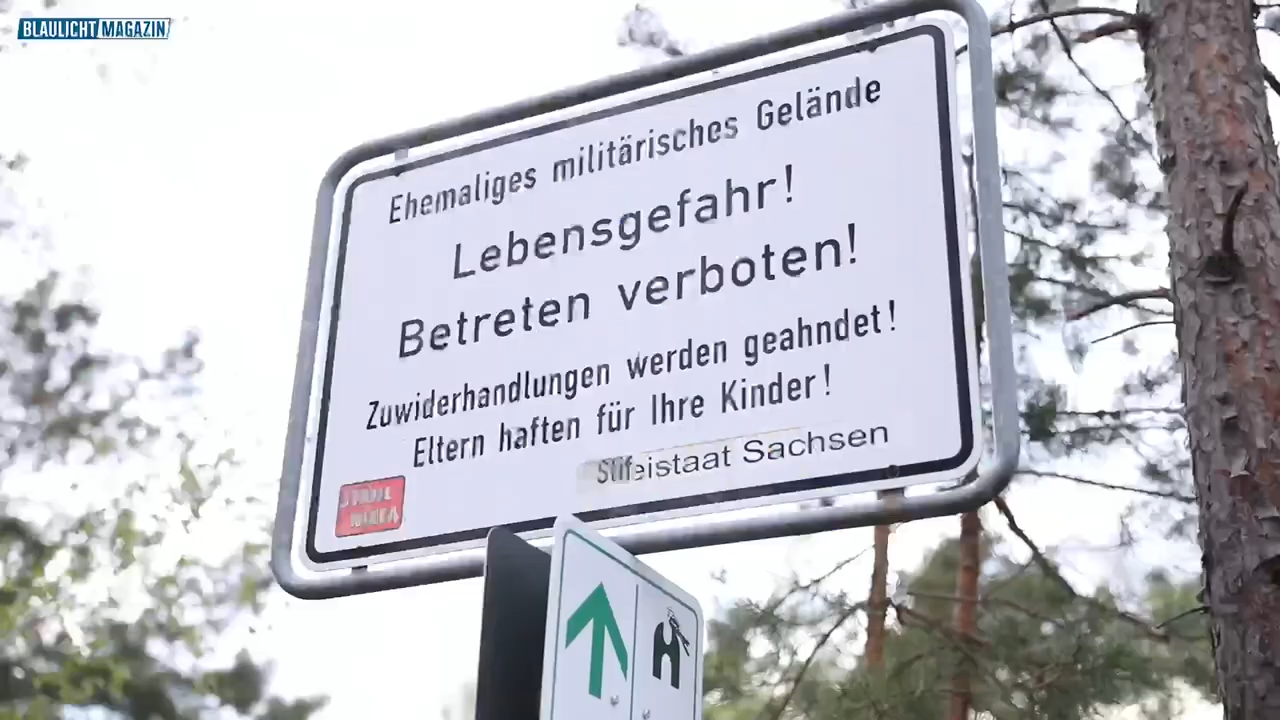 BLAULICHT MAGAZIN
Ehemaliges militärisches Gelände
Lebensgefahr!
Betreten verboten!
Zuwiderhandlungen werden geahndet!
Eltern haften für Ihre Kinder!
Sachsen